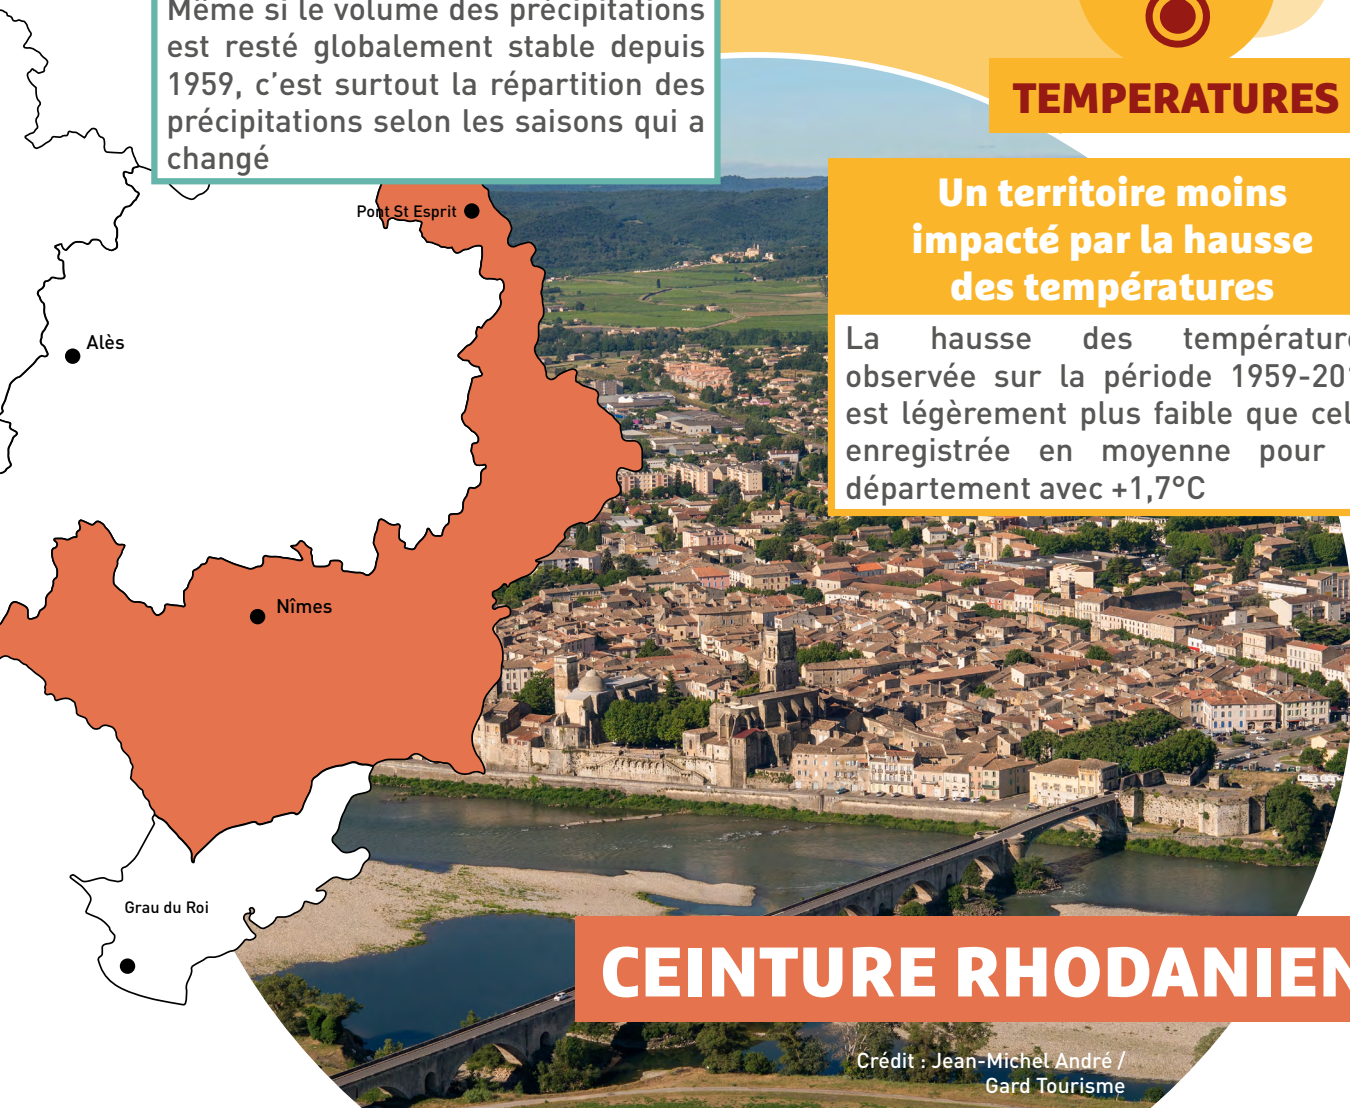 Même si le volume des précipitations
est resté globalement stable depuis
1959, c'est surtout la répartition des
précipitations selon les saisons qui a
changé
TEMPERATURES
Un territoire moins
impacté par la hausse
des températures
La hausse des températur
observée sur la période 1959-20
est légèrement plus faible que cel
enregistrée en moyenne pour
département avec +1,7°C
Pont St Esprit
Alès
Nîmes
Grau du Roi
CEINTURE RHODANIEN
Crédit : Jean-Michel André /
Gard Tourisme